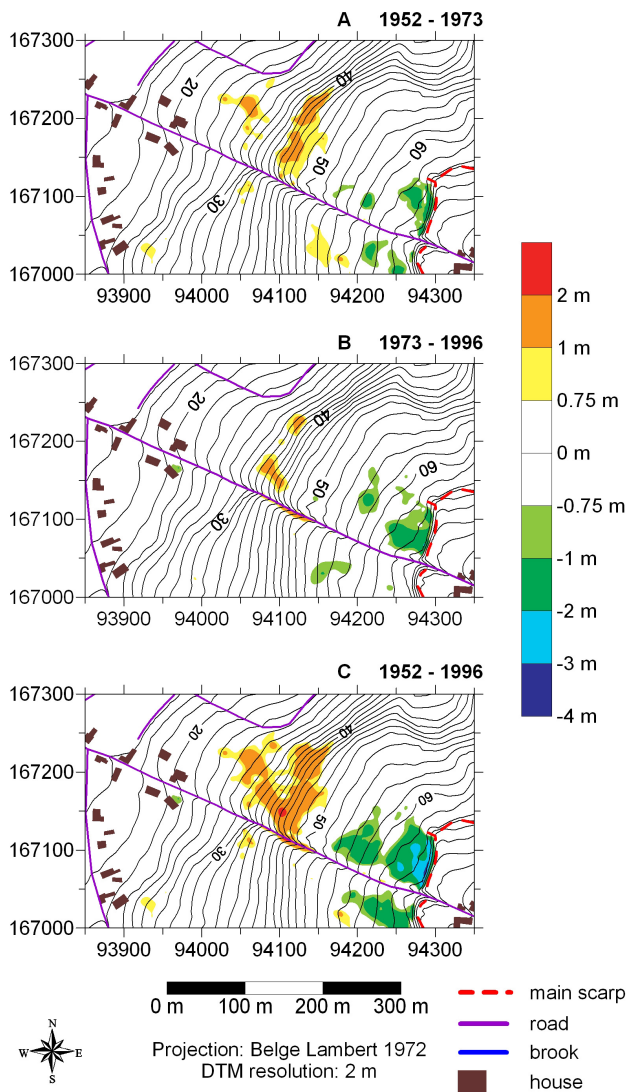 A 1952 - 1973
167300
167200
167100
167000
20
40
30
50
60
93900 94000 94100 94200 94300
B 1973 - 1996
167300
167200
167100
167000
20
40
30
50
60
93900 94000 94100 94200 94300
C 1952 - 1996
167300
167200
167100
167000
20
40
30
50
60
93900 94000 94100 94200 94300
2 m
1 m
0.75 m
0 m
-0.75 m
-1 m
-2 m
-3 m
-4 m
0 m 100 m 200 m 300 m
N
W E
S
Projection: Belge Lambert 1972
DTM resolution: 2 m
main scarp
road
brook
house